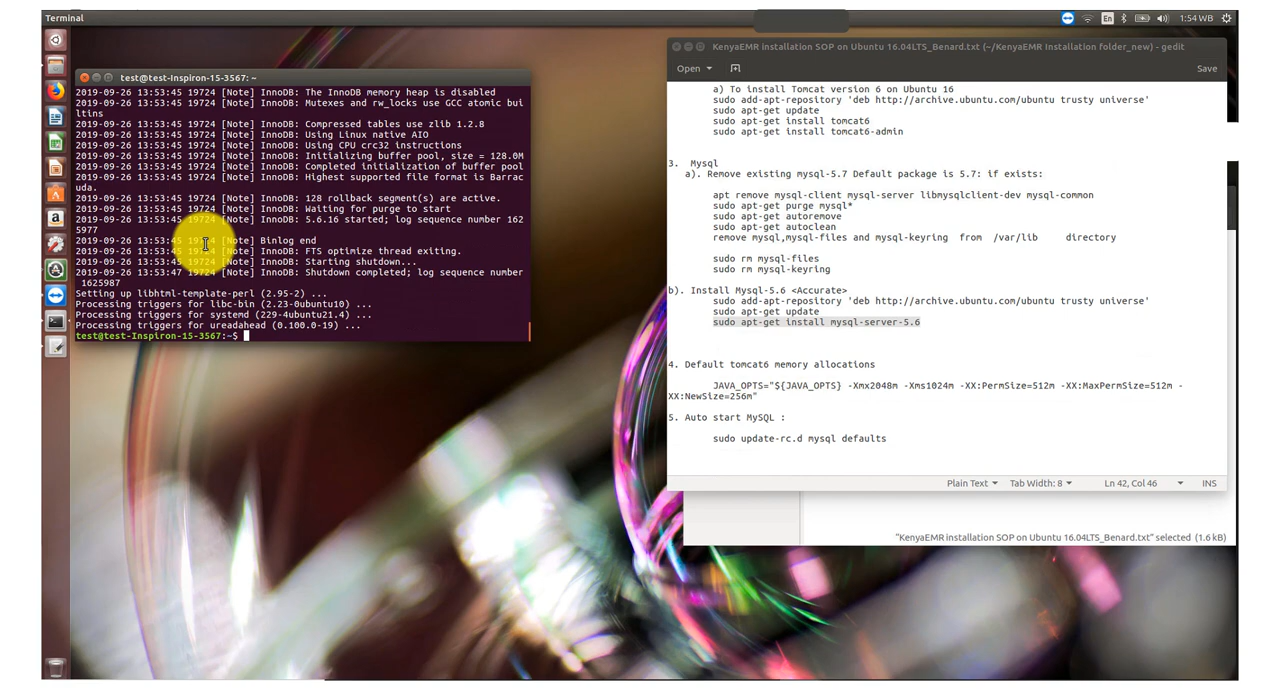 Terminal
En
1:54 WB
test@test-Inspiron-15-3567: ~
2019-09-26 13:53:45 19724 [Note] InnoDB: The InnoDB memory heap is disabled
2019-09-26 13:53:45 19724 [Note] InnoDB: Mutexes and rw_locks use GCC atomic bui
ltins
2019-09-26 13:53:45 19724 [Note] InnoDB: Compressed tables use zlib 1.2.8
2019-09-26 13:53:45 19724 [Note] InnoDB: Using Linux native AIO
2019-09-26 13:53:45 19724 [Note] InnoDB: Using CPU crc32 instructions
2019-09-26 13:53:45 19724 [Note] InnoDB: Initializing buffer pool, size = 128.0M
2019-09-26 13:53:45 19724 [Note] InnoDB: Completed initialization of buffer pool
2019-09-26 13:53:45 19724 [Note] InnoDB: Highest supported file format is Barrac
uda.
2019-09-26 13:53:45 19724 [Note] InnoDB: 128 rollback segment(s) are active.
2019-09-26 13:53:45 19724 [Note] InnoDB: Waiting for purge to start
2019-09-26 13:53:45 19724 [Note] InnoDB: 5.6.16 started; log sequence number 162
5977
2019-09-26 13:53:45 19724 [Note] Binlog end
2019-09-26 13:53:45 19724 [Note] InnoDB: FTS optimize thread exiting.
2019-09-26 13:53:45 19724 [Note] InnoDB: Starting shutdown...
2019-09-26 13:53:47 19724 [Note] InnoDB: Shutdown completed; log sequence number
1625987
Setting up libhtml-template-perl (2.95-2) ...
Processing triggers for libc-bin (2.23-0ubuntu10) ...
Processing triggers for systemd (229-4ubuntu21.4) ...
Processing triggers for ureadahead (0.100.0-19) ...
test@test-Inspiron-15-3567:~$
KenyaEMR installation SOP on Ubuntu 16.04LTS_Benard.txt (~/KenyaEMR Installation folder_new) - gedit
Open
Save
a) To install Tomcat version 6 on Ubuntu 16
sudo add-apt-repository 'deb http://archive.ubuntu.com/ubuntu trusty universe'
sudo apt-get update
sudo apt-get install tomcat6
sudo apt-get install tomcat6-admin
3. Mysql
a). Remove existing mysql-5.7 Default package is 5.7: if exists:
apt remove mysql-client mysql-server libmysqlclient-dev mysql-common
sudo apt-get purge mysql*
sudo apt-get autoremove
sudo apt-get autoclean
remove mysql,mysql-files and mysql-keyring from /var/lib directory
sudo rm mysql-files
sudo rm mysql-keyring
b). Install Mysql-5.6 <Accurate>
sudo add-apt-repository 'deb http://archive.ubuntu.com/ubuntu trusty universe'
sudo apt-get update
sudo apt-get install mysql-server-5.6
4. Default tomcat6 memory allocations
JAVA_OPTS="${JAVA_OPTS} -Xmx2048m -Xms1024m -XX:PermSize=512m -XX:MaxPermSize=512m -
XX:NewSize=256m"
5. Auto start MySQL :
sudo update-rc.d mysql defaults
Plain Text
Tab Width: 8
Ln 42, Col 46
INS
"KenyaEMR installation SOP on Ubuntu 16.04LTS_Benard.txt" selected (1.6 kB)